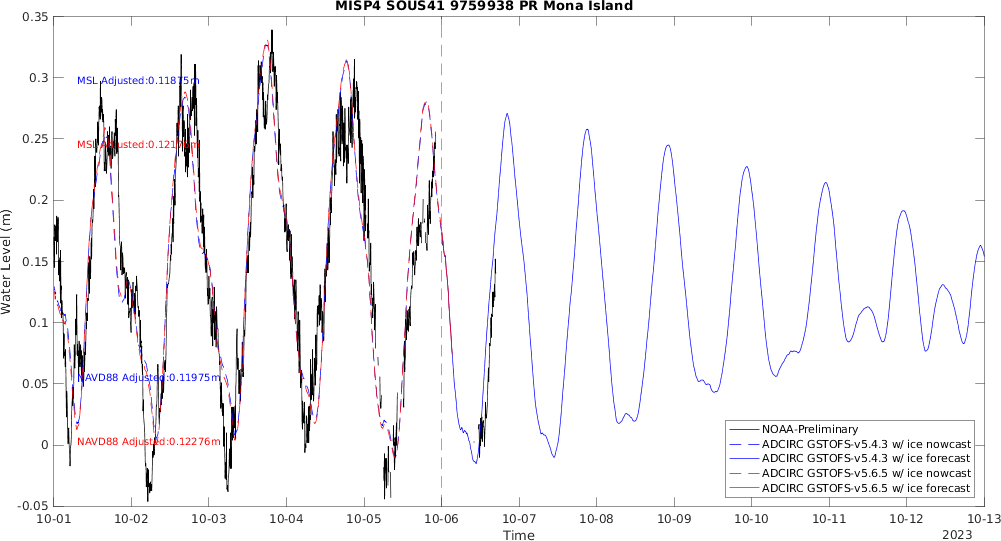 MISP4 SOUS41 9759938 PR Mona Island
0.35
0.3
0.25
0.2
0.15
0.1
0.05
0
-0.05
Water Level (m)
MSL Adjusted:0.11875m
NAVD88 Adjusted:0.11975m
NAVD88 Adjusted:0.12276m
NOAA-Preliminary
ADCIRC GSTOFS-v5.4.3 w/ ice nowcast
ADCIRC GSTOFS-v5.4.3 w/ ice forecast
ADCIRC GSTOFS-v5.6.5 w/ ice nowcast
ADCIRC GSTOFS-v5.6.5 w/ ice forecast
10-01 10-02 10-03 10-04 10-05 10-06 10-07 10-08 10-09 10-10 10-11 10-12 10-13
Time
2023